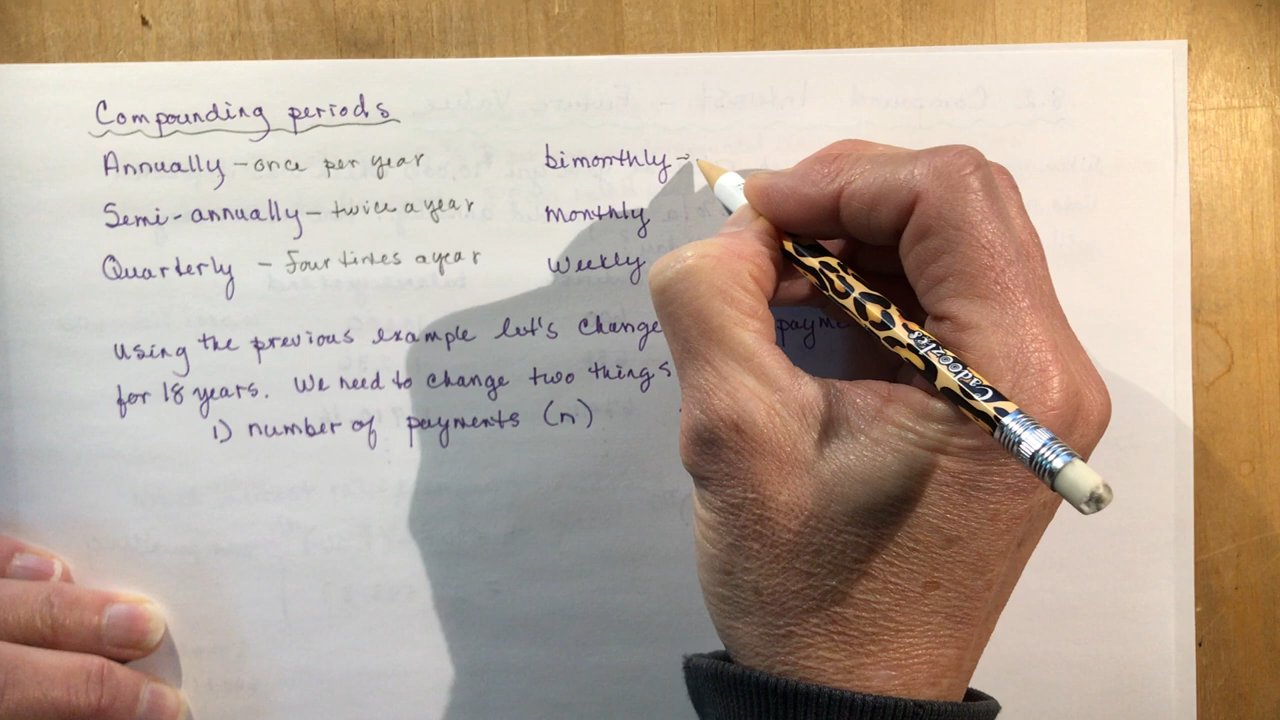 Compounding periods
Annually - once per year
Semi-annually - twice a year
Quarterly - four times a year
bimonthly -
monthly
weekly
using the previous example let's change
for 18 years. We need to change two things
1) number of payments (n)
Cadoozles